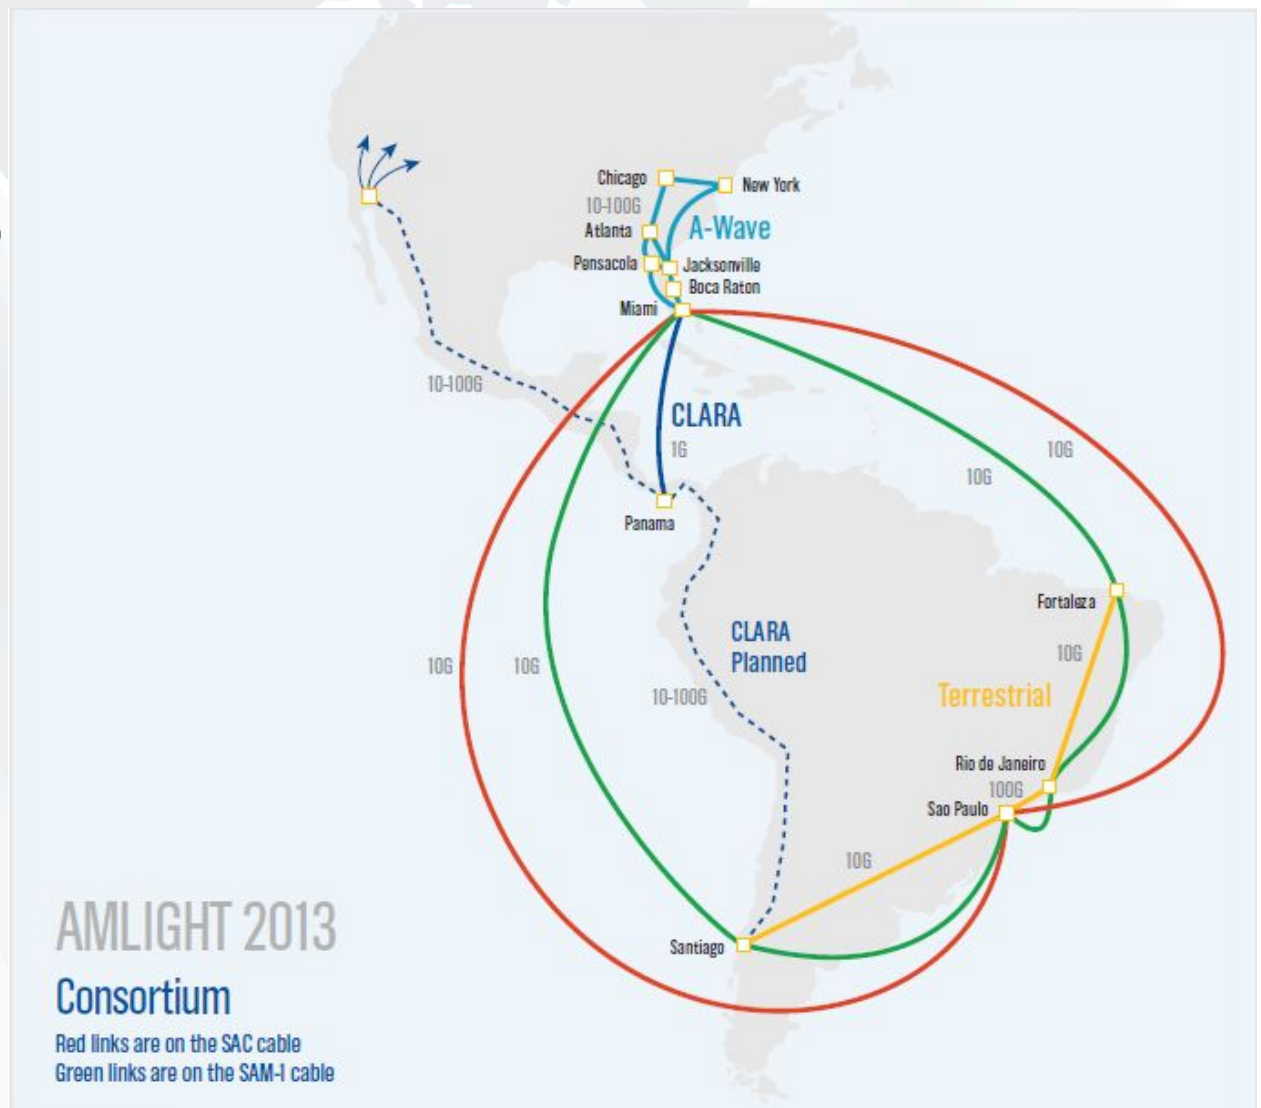 Chicago
New York
10-100G
A-Wave
Atlanta
Pensacola
Jacksonville
Boca Raton
Miami
10-100G
CLARA
1G
10G
10G
Panama
Fortaleza
CLARA
Planned
10G
10G
10G
10-100G
Terrestrial
Rio de Janeiro
100G
Sao Paulo
10G
Santiago
AMLIGHT 2013
Consortium
Red links are on the SAC cable
Green links are on the SAM-1 cable